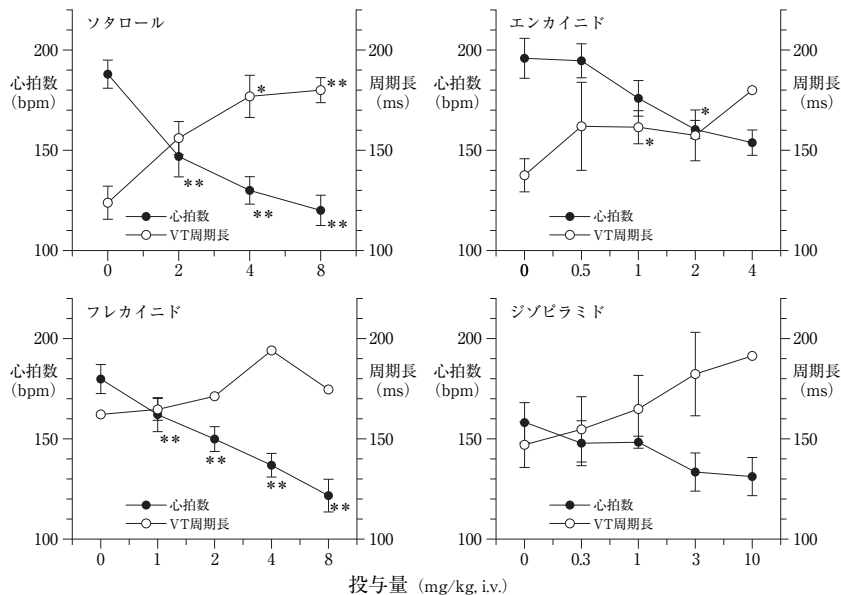 ソタロール
心拍数
(bpm)
200
150
100
周期長
(ms)
200
150
100
*
**
**
**
**
心拍数
VT周期長
0 2 4 8
エンカイニド
心拍数
(bpm)
200
150
100
周期長
(ms)
200
150
100
*
*
心拍数
VT周期長
0 0.5 1 2 4
フレカイニド
心拍数
(bpm)
200
150
100
周期長
(ms)
200
150
100
**
**
**
**
心拍数
VT周期長
0 1 2 4 8
ジゾピラミド
心拍数
(bpm)
200
150
100
周期長
(ms)
200
150
100
心拍数
VT周期長
0 0.3 1 3 10
投与量 (mg/kg, i.v.)